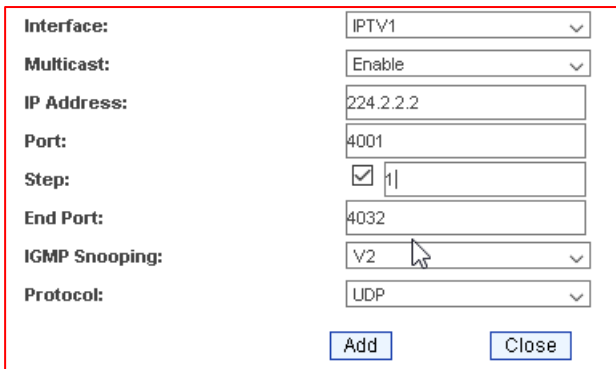 Interface: IPTV1
Multicast: Enable
IP Address: 224.2.2.2
Port: 4001
Step: 1
End Port: 4032
IGMP Snooping: V2
Protocol: UDP
Add Close